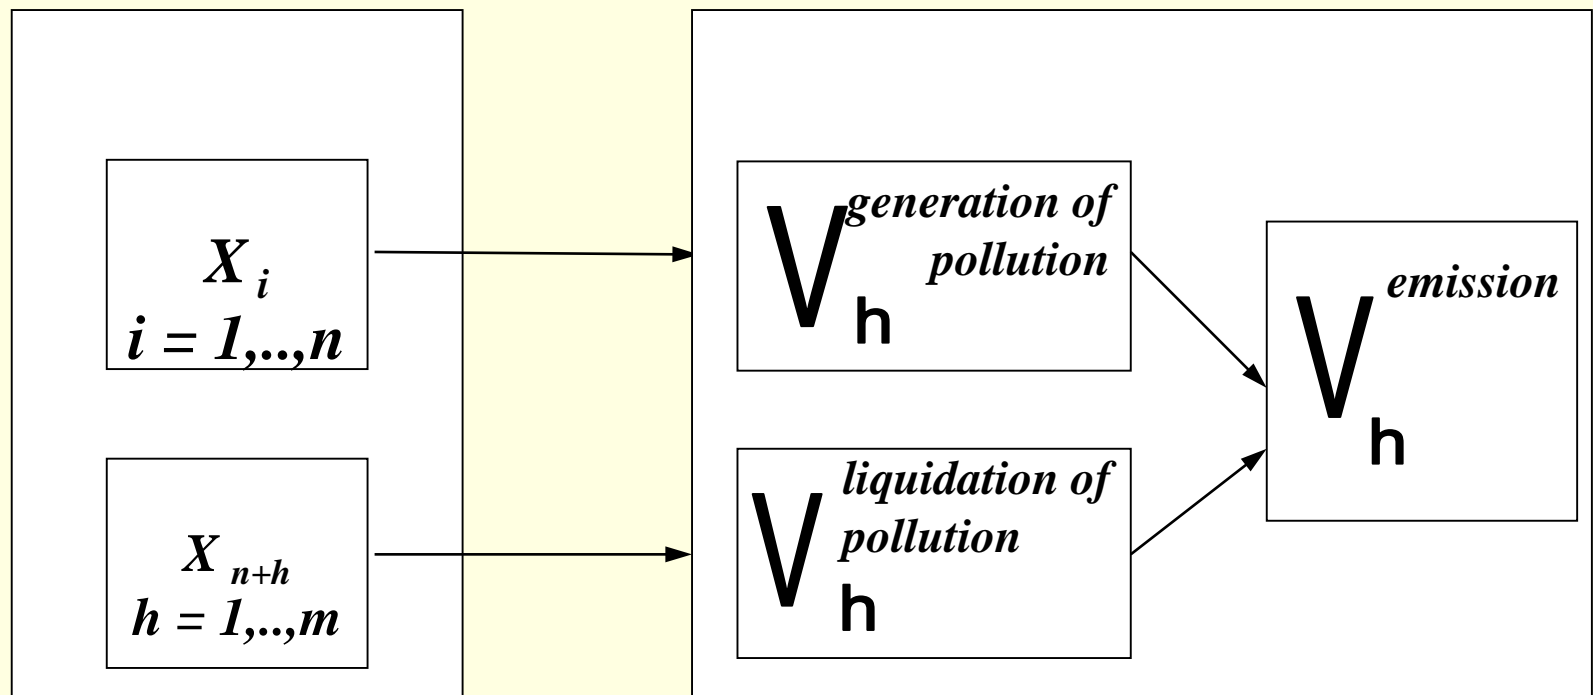 X i
i = 1,..,n
X n+h
h = 1,..,m
V h generation of
pollution
V h liquidation of
pollution
V h emission